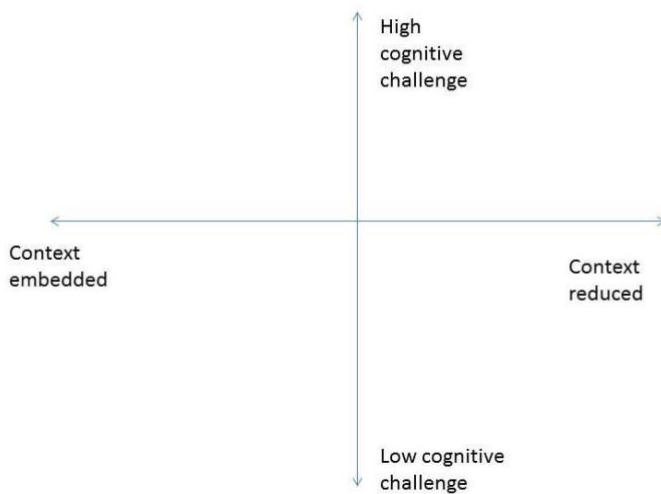 High
cognitive
challenge
Context
embedded
Context
reduced
Low cognitive
challenge